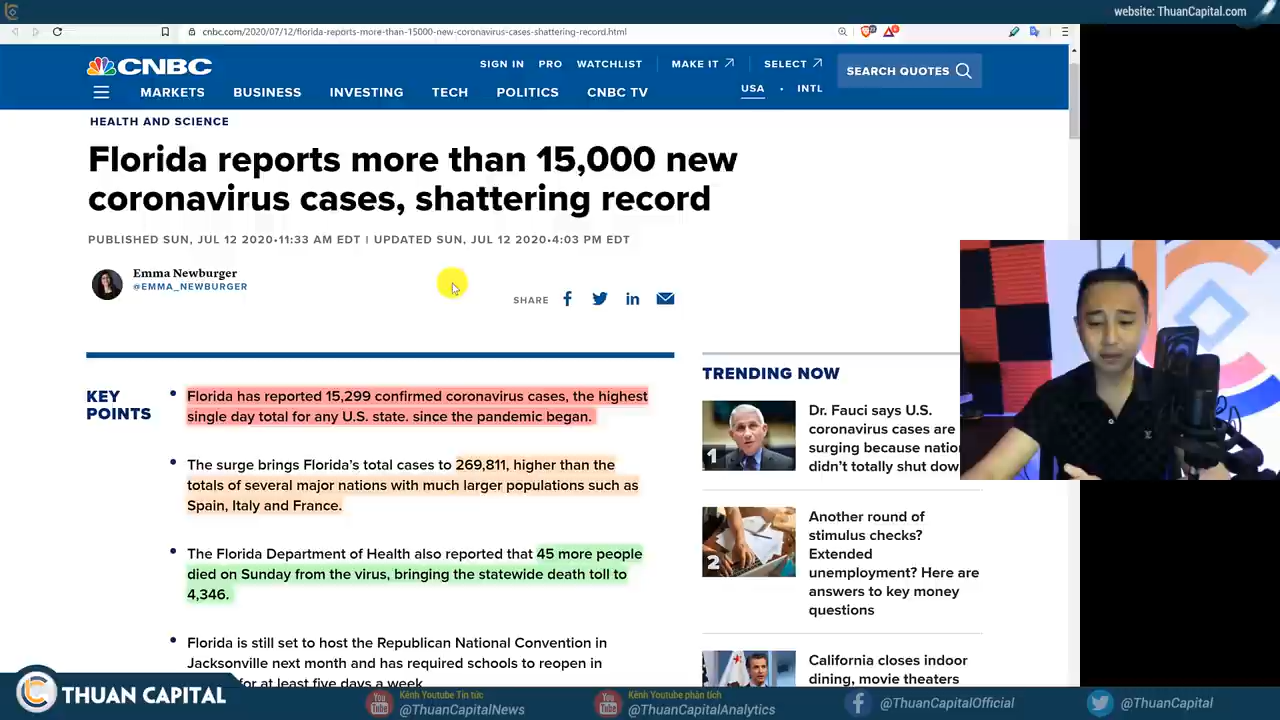 website: ThuanCapital.com
cnbc.com/2020/07/12/florida-reports-more-than-15000-new-coronavirus-cases-shattering-record.html
CNBC
SIGN IN PRO WATCHLIST MAKE IT SELECT
SEARCH QUOTES
MARKETS BUSINESS INVESTING TECH POLITICS CNBC TV
USA • INTL
HEALTH AND SCIENCE
Florida reports more than 15,000 new
coronavirus cases, shattering record
PUBLISHED SUN, JUL 12 2020•11:33 AM EDT | UPDATED SUN, JUL 12 2020•4:03 PM EDT
Emma Newburger
@EMMA_NEWBURGER
SHARE
KEY
POINTS
• Florida has reported 15,299 confirmed coronavirus cases, the highest
single day total for any U.S. state. since the pandemic began.
• The surge brings Florida's total cases to 269,811, higher than the
totals of several major nations with much larger populations such as
Spain, Italy and France.
• The Florida Department of Health also reported that 45 more people
died on Sunday from the virus, bringing the statewide death toll to
4,346.
• Florida is still set to host the Republican National Convention in
Jacksonville next month and has required schools to reopen in
for at least five days a week
TRENDING NOW
1
Dr. Fauci says U.S.
coronavirus cases are
surging because
didn't totally shut
2
Another round of
stimulus checks?
Extended
unemployment? Here are
answers to key money
questions
California closes indoor
dining, movie theaters
THUAN CAPITAL
Kênh Youtube Tin tức
@ThuanCapitalNews
Kênh Youtube phân tích
@ThuanCapitalAnalytics
@ThuanCapitalOfficial
@ThuanCapital